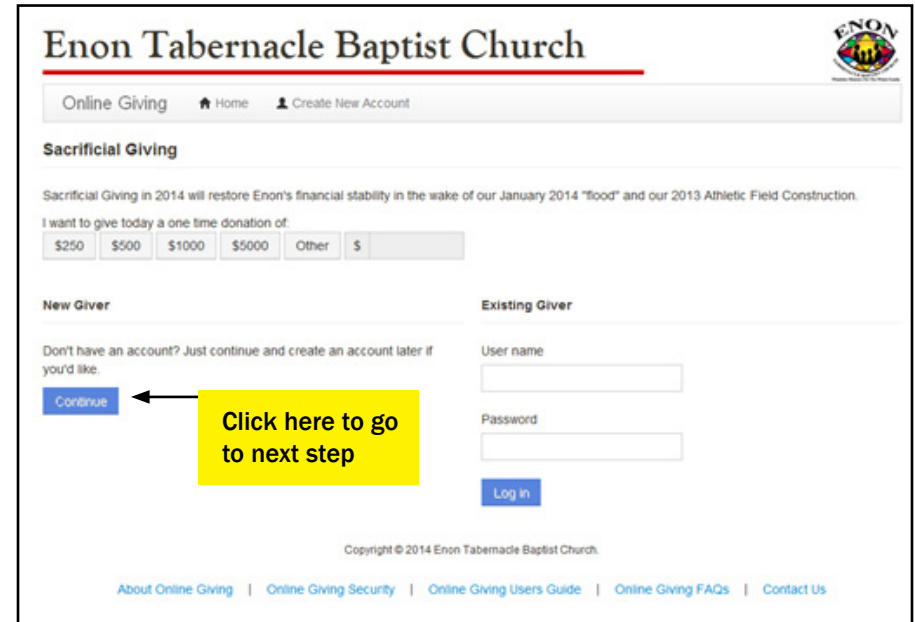 Enon Tabernacle Baptist Church
ENON
Online Giving Home Create New Account
Sacrificial Giving
Sacrificial Giving in 2014 will restore Enon's financial stability in the wake of our January 2014 "flood" and our 2013 Athletic Field Construction.
I want to give today a one time donation of:
$250 $500 $1000 $5000 Other $
New Giver
Don't have an account? Just continue and create an account later if
you'd like.
Continue
Click here to go
to next step
Existing Giver
User name
Password
Log in
Copyright © 2014 Enon Tabernacle Baptist Church.
About Online Giving | Online Giving Security | Online Giving Users Guide | Online Giving FAQs | Contact Us